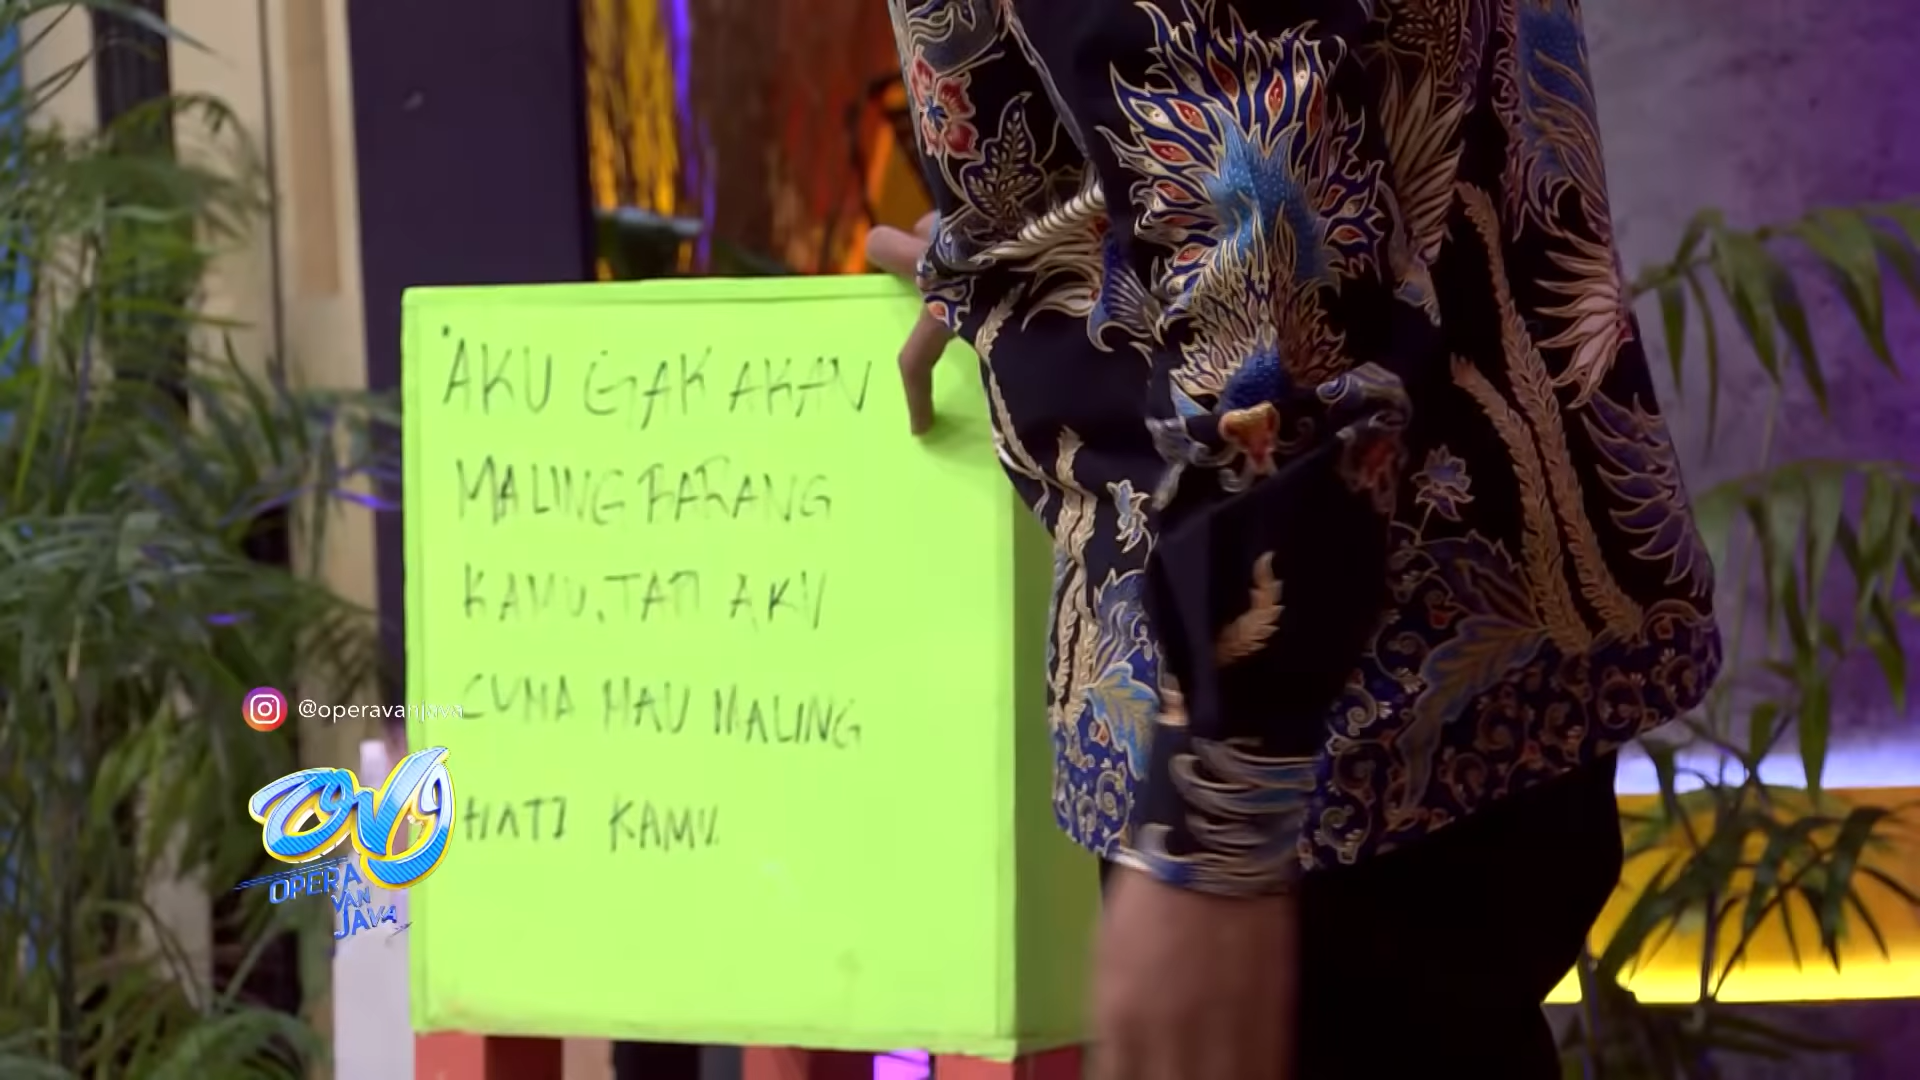 "AKU GAK AKAN
MALING BARANG
KAMU. TAPI AKU
CUMA MAU MALING
HATI KAMU.
@operavanjava
OVJ
OPERA
VAN
JAVA